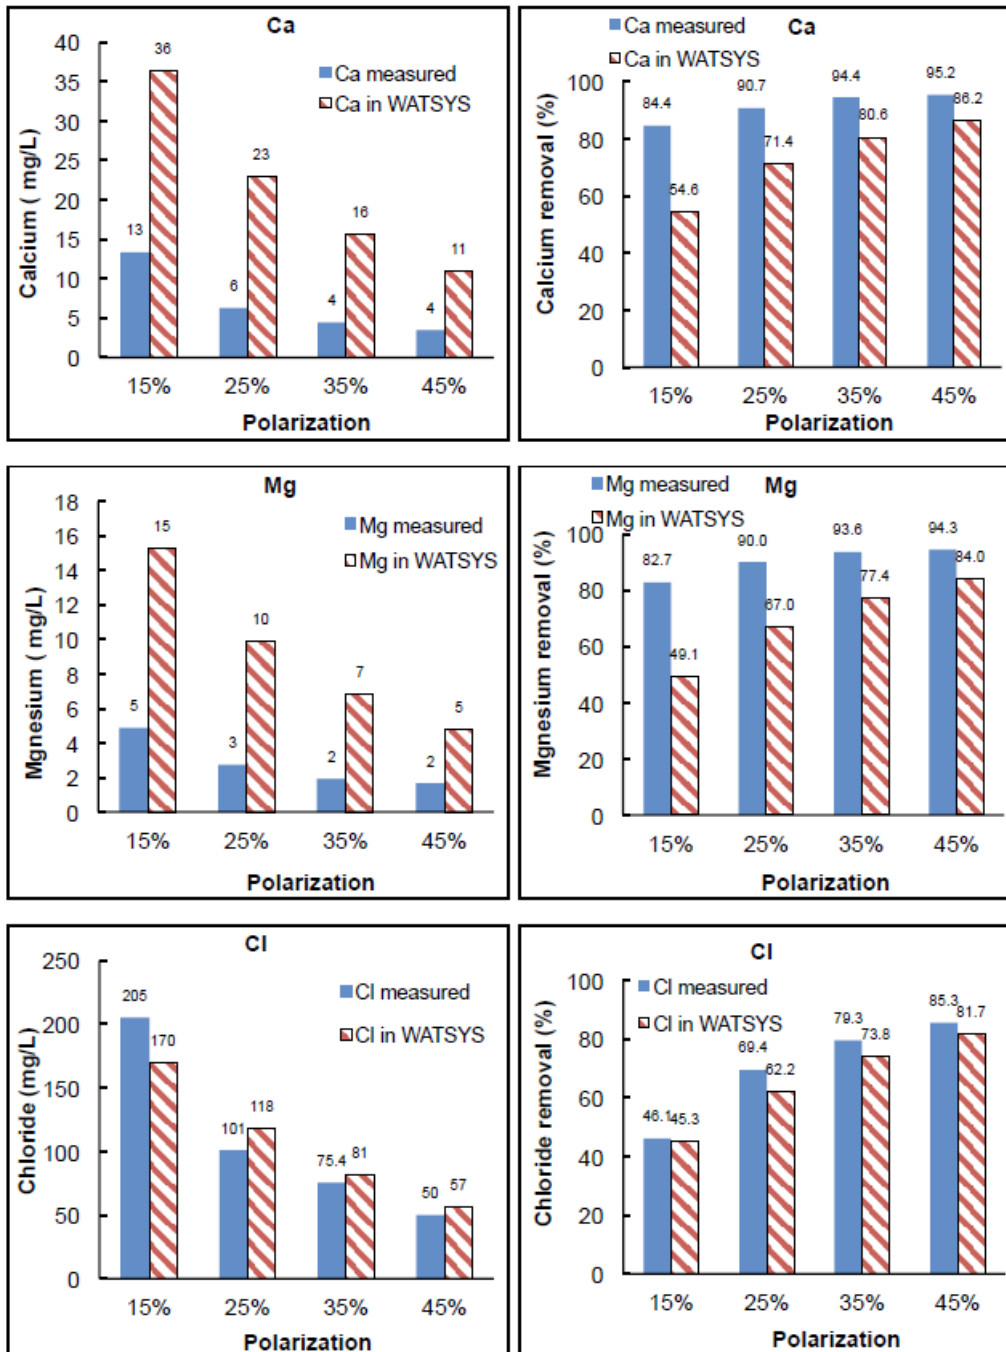 Ca
Ca measured
Ca in WATSYS
Calcium ( mg/L)
40
35
30
25
20
15
10
5
0
36
23
16
13
11
6
4
4
15% 25% 35% 45%
Polarization
Ca measured
Ca
Ca in WATSYS
Calcium removal (%)
100
80
60
40
20
0
84.4
90.7
94.4
95.2
54.6
71.4
80.6
86.2
15% 25% 35% 45%
Polarization
Mg
Mg measured
Mg in WATSYS
Mgnesium ( mg/L)
18
16
14
12
10
8
6
4
2
0
15
10
7
5
5
3
2
2
15% 25% 35% 45%
Polarization
Mg measured
Mg
Mg in WATSYS
Mgnesium removal (%)
100
80
60
40
20
0
82.7
90.0
93.6
94.3
49.1
67.0
77.4
84.0
15% 25% 35% 45%
Polarization
Cl
Cl measured
Cl in WATSYS
Chloride (mg/L)
250
200
150
100
50
0
205
170
101
118
75.4
81
50
57
15% 25% 35% 45%
Polarization
Cl
Cl measured
Cl in WATSYS
Chloride removal (%)
100
80
60
40
20
0
46.1
45.3
69.4
62.2
79.3
73.8
85.3
81.7
15% 25% 35% 45%
Polarization